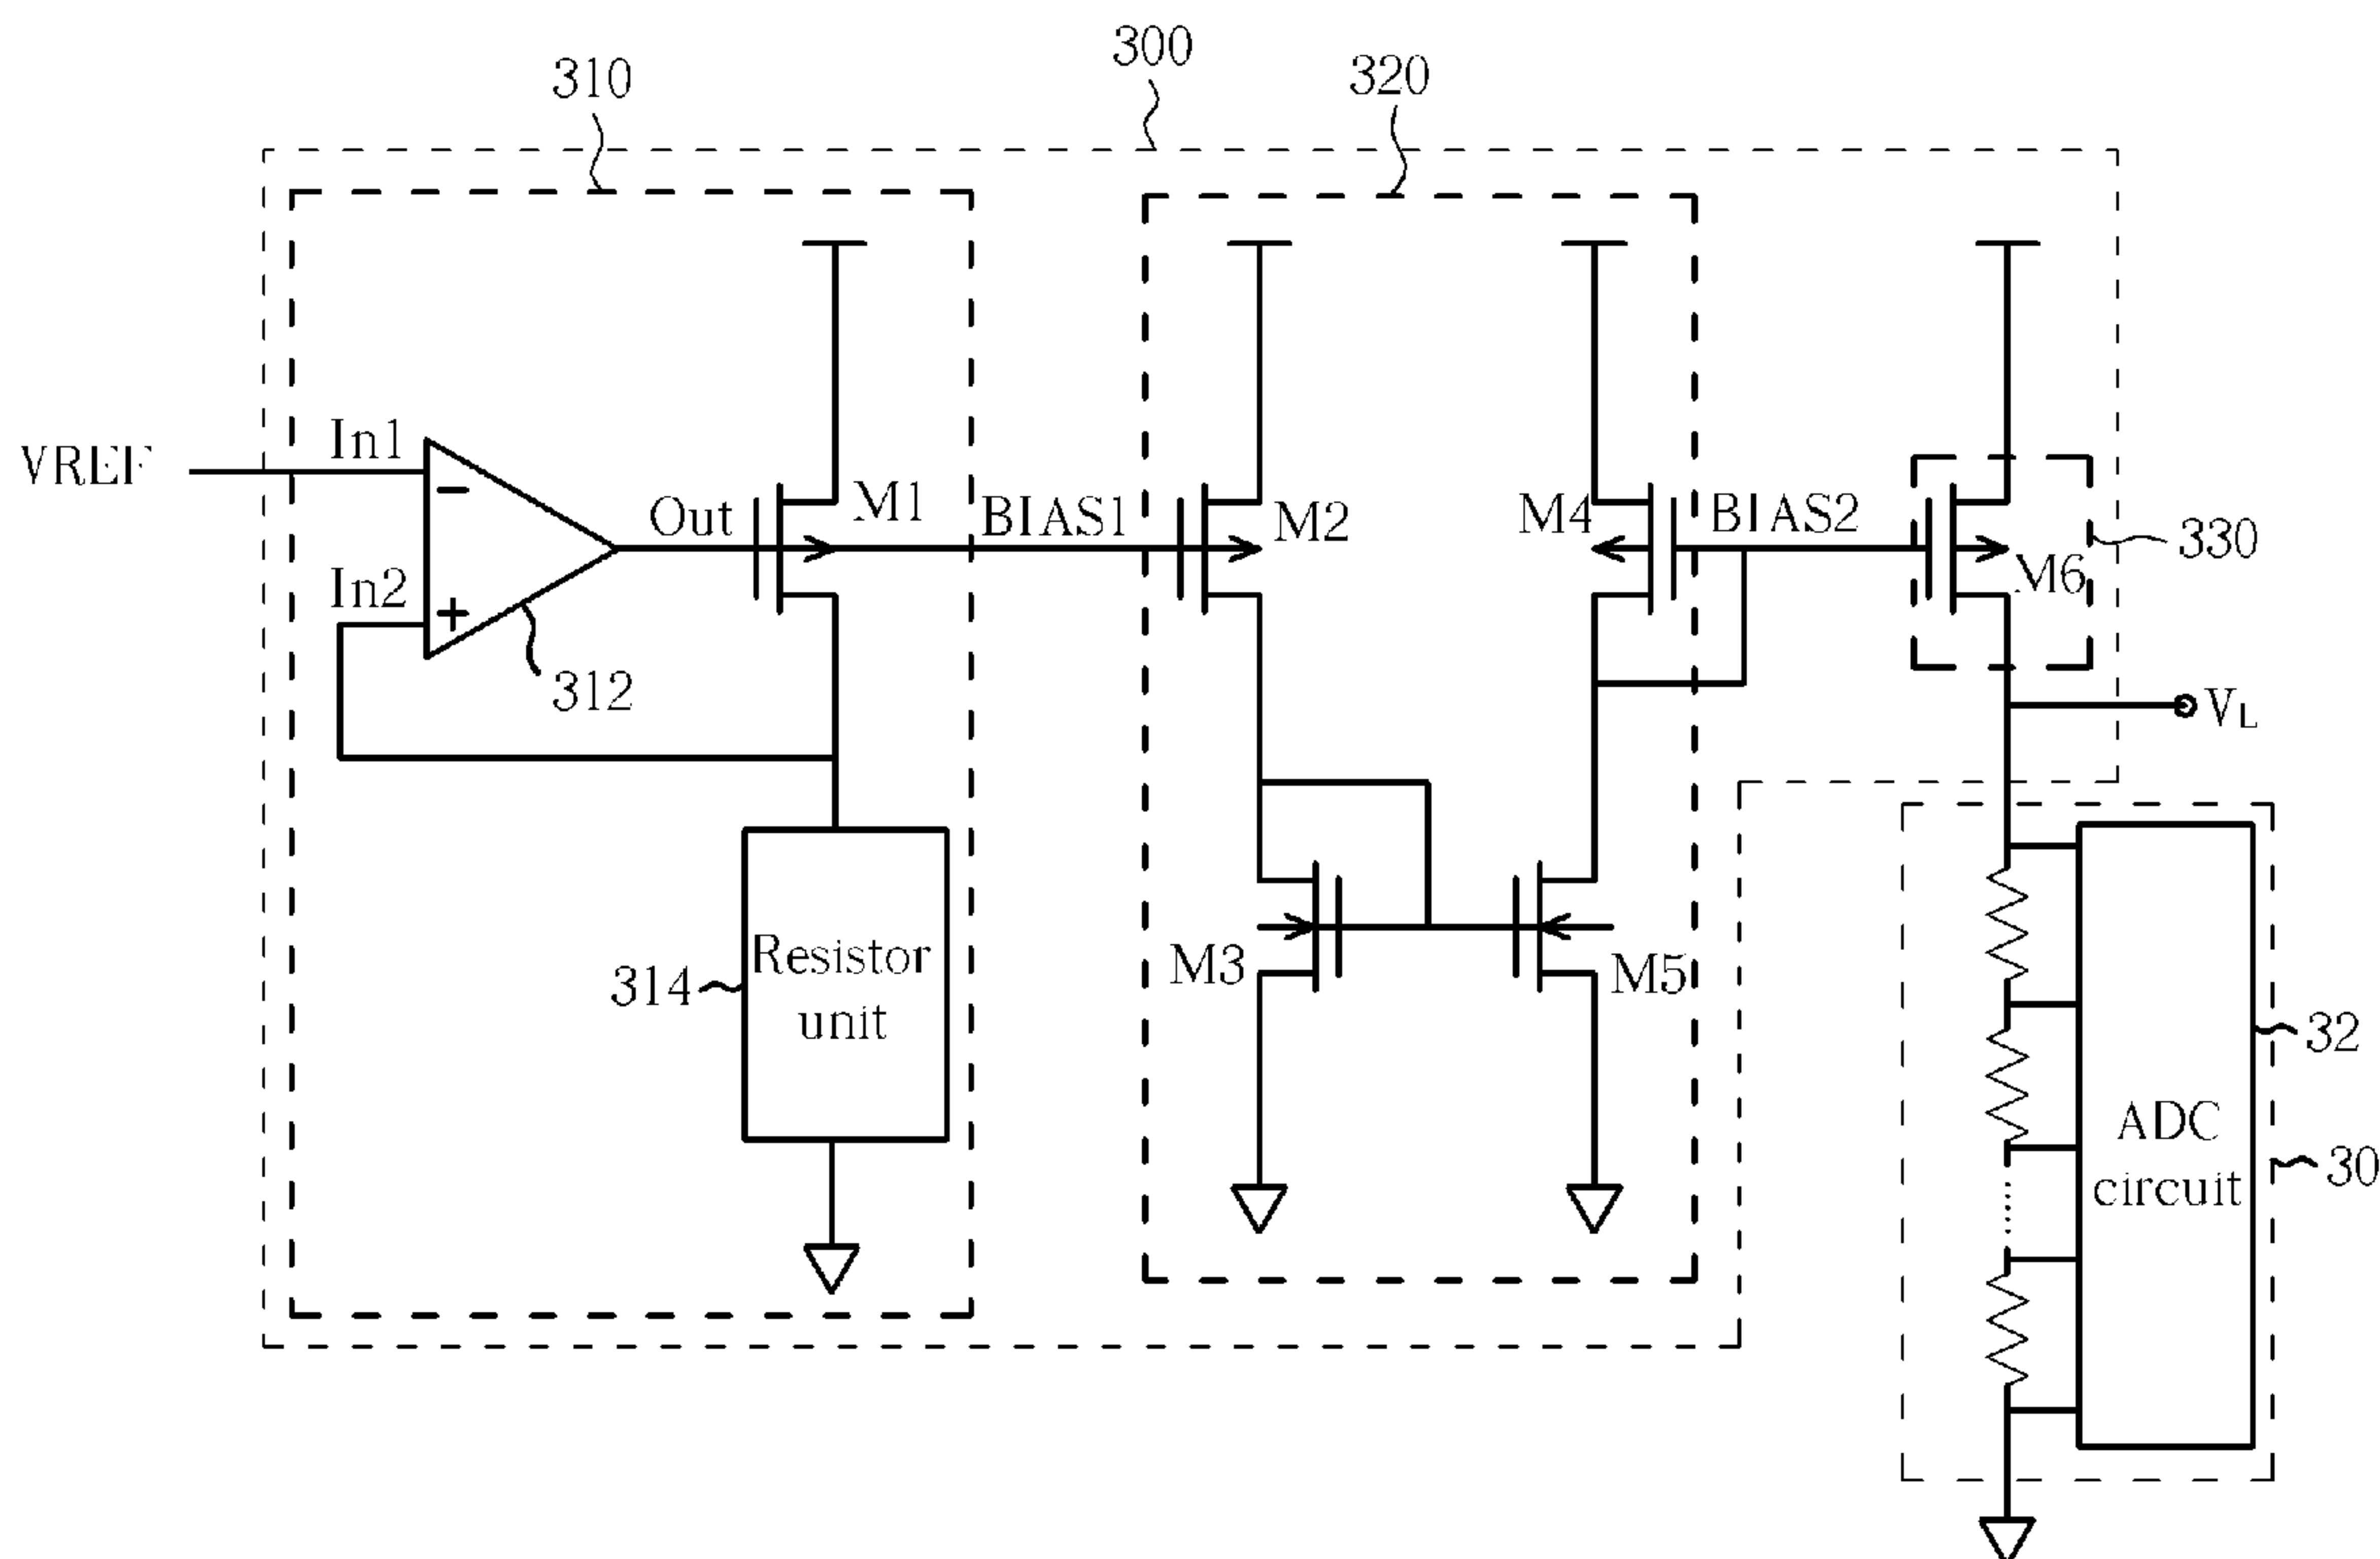 300
310
320
In1
VREF
Out
M1
BIAS1
M2
M4
BIAS2
330
In2
M6
312
VL
Resistor
unit
314
M3
M5
32
ADC
circuit
30